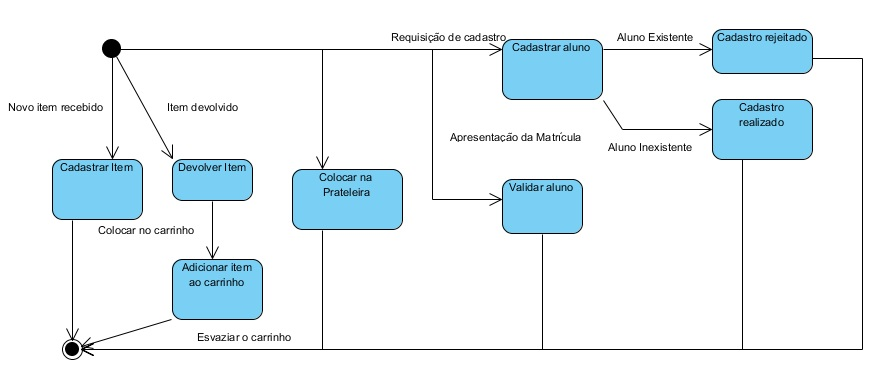 Requisição de cadastro
Cadastrar aluno
Aluno Existente
Cadastro rejeitado
Novo item recebido
Item devolvido
Cadastro
realizado
Apresentação da Matrícula
Aluno Inexistente
Cadastrar Item
Devolver Item
Colocar na
Prateleira
Validar aluno
Colocar no carrinho
Adicionar item
ao carrinho
Esvaziar o carrinho